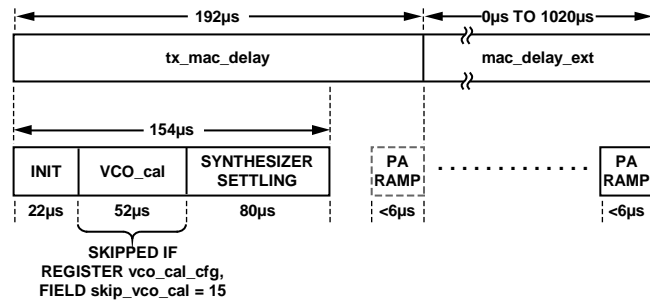 192µs
0µs TO 1020µs
tx_mac_delay
mac_delay_ext
154µs
INIT
VCO_cal
SYNTHESIZER
SETTLING
PA
RAMP
PA
RAMP
22µs
52µs
80µs
<6µs
<6µs
SKIPPED IF
REGISTER vco_cal_cfg,
FIELD skip_vco_cal = 15